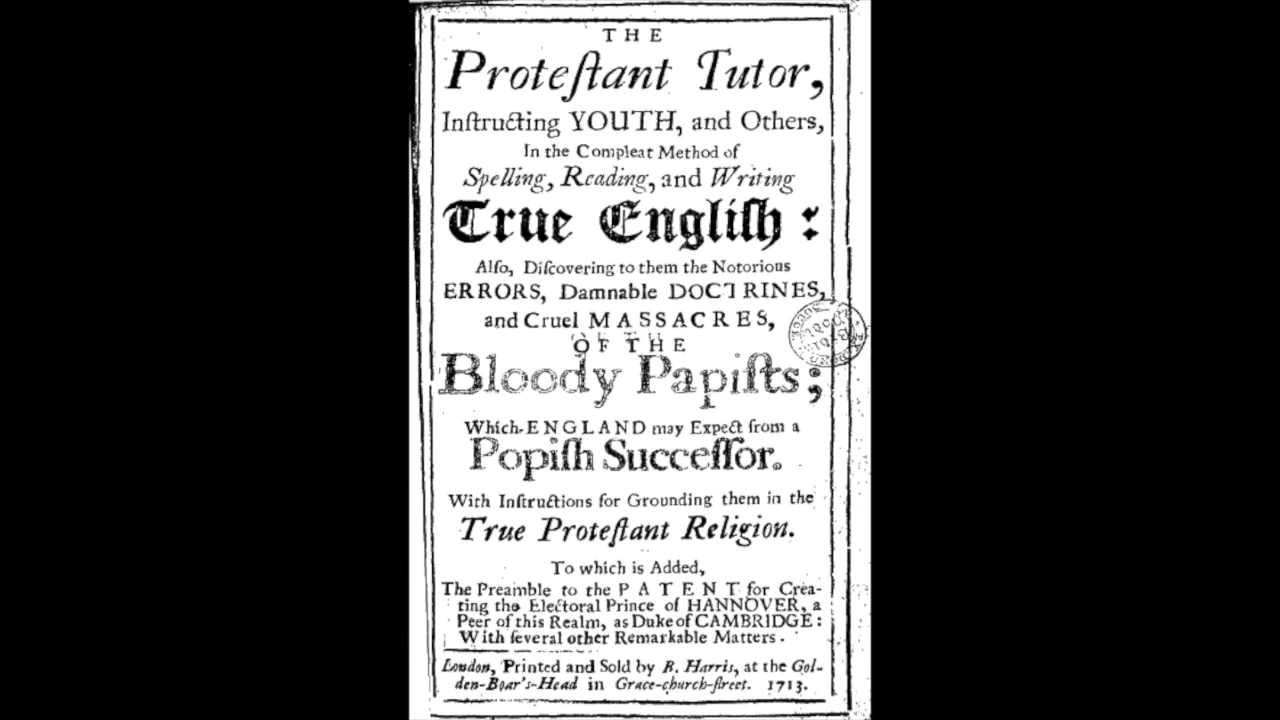 THE
Proteſtant Tutor,
Inſtructing YOUTH, and Others,
In the Compleat Method of
Spelling, Reading, and Writing
True Engliſh:
Alſo, Diſcovering to them the Notorious
ERRORS, Damnable DOCTRINES,
and Cruel MASSACRES,
OF THE
Bloody Papiſts;
Which ENGLAND may Expect from a
Popiſh Succeſſor.
With Inſtructions for Grounding them in the
True Proteſtant Religion.
To which is Added,
The Preamble to the PATENT for Crea-
ting the Electoral Prince of HANNOVER, a
Peer of this Realm, as Duke of CAMBRIDGE:
With ſeveral other Remarkable Matters.
London, Printed and Sold by B. Harris, at the Gol-
den-Boar's-Head in Grace-church-ſtreet. 1713.